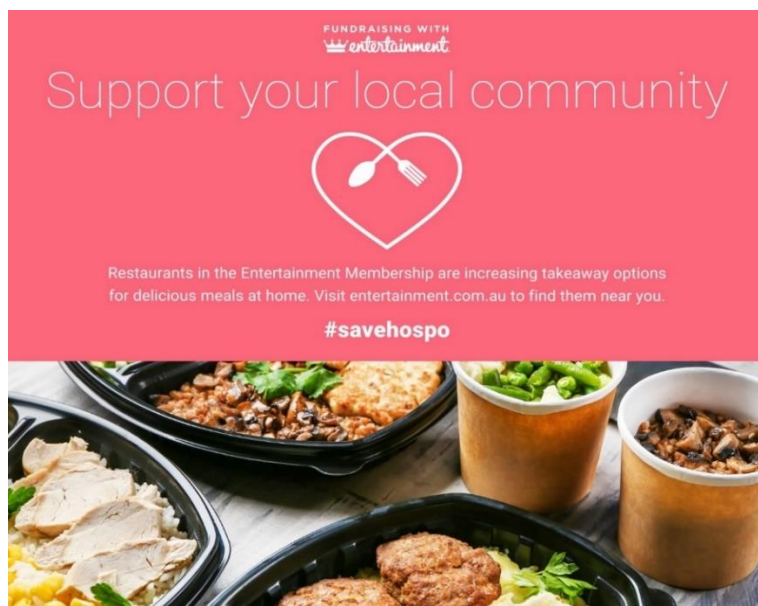 FUNDRAISING WITH
entertainment.
Support your local community
Restaurants in the Entertainment Membership are increasing takeaway options
for delicious meals at home. Visit entertainment.com.au to find them near you.
#savehospo